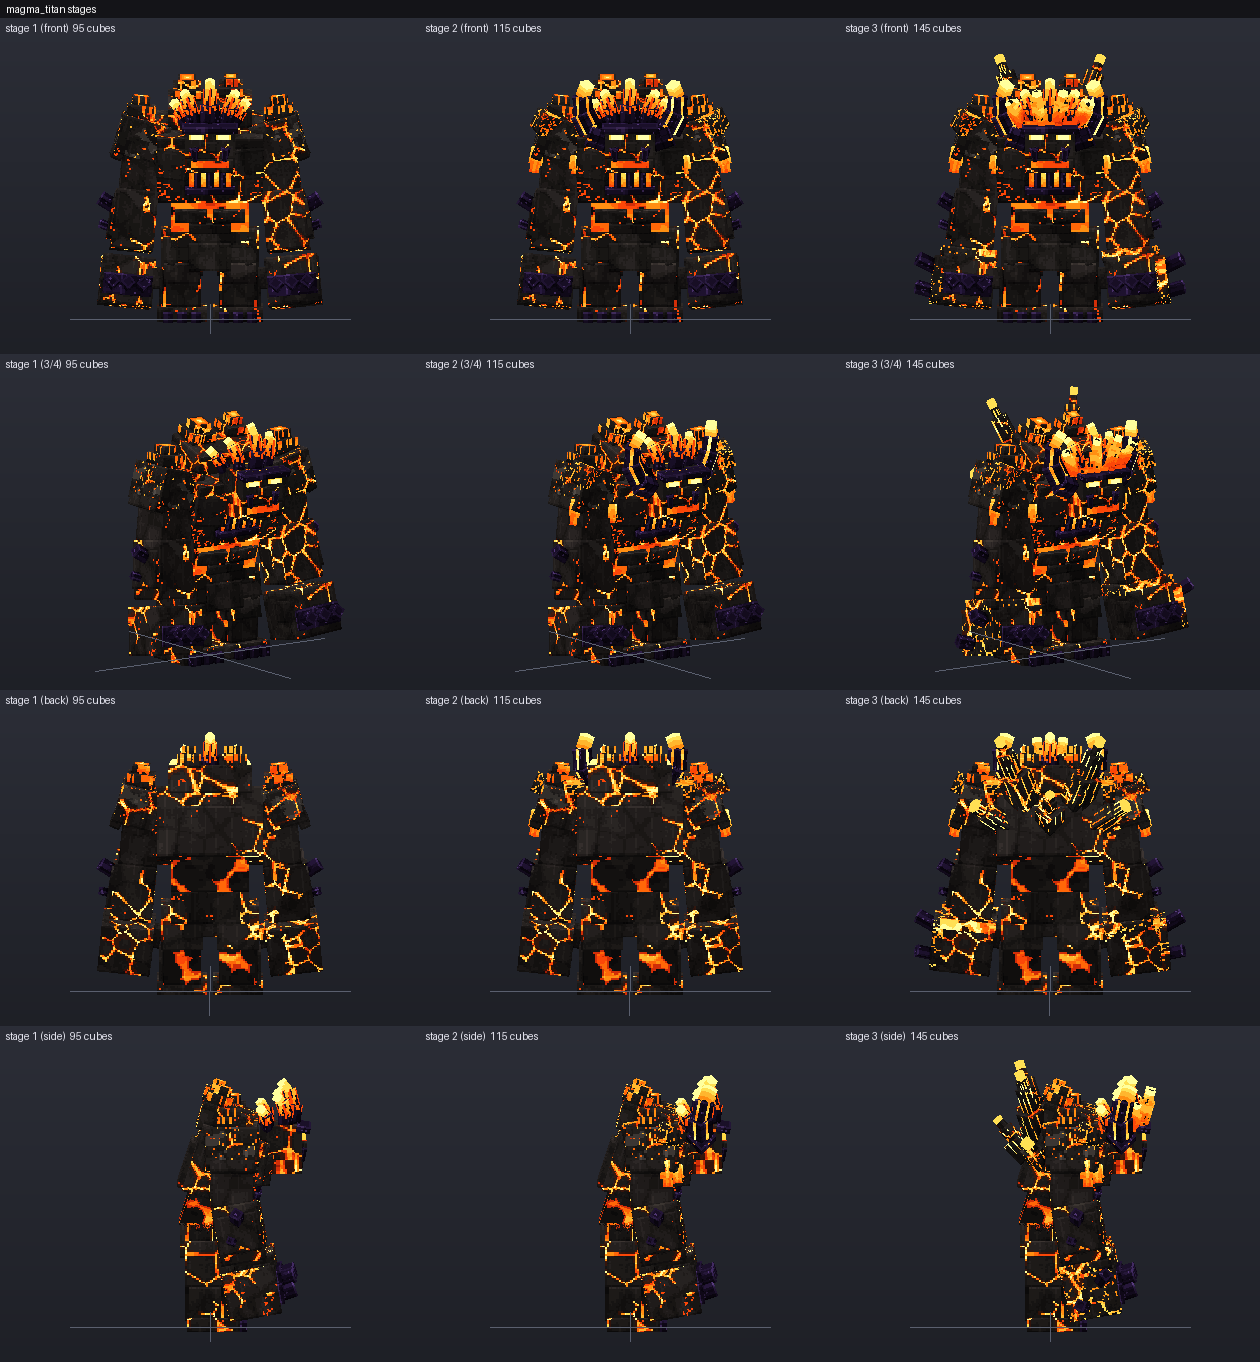 magma_titan stages
stage 1 (front) 95 cubes
stage 2 (front) 115 cubes
stage 3 (front) 145 cubes
stage 1 (3/4) 95 cubes
stage 2 (3/4) 115 cubes
stage 3 (3/4) 145 cubes
stage 1 (back) 95 cubes
stage 2 (back) 115 cubes
stage 3 (back) 145 cubes
stage 1 (side) 95 cubes
stage 2 (side) 115 cubes
stage 3 (side) 145 cubes